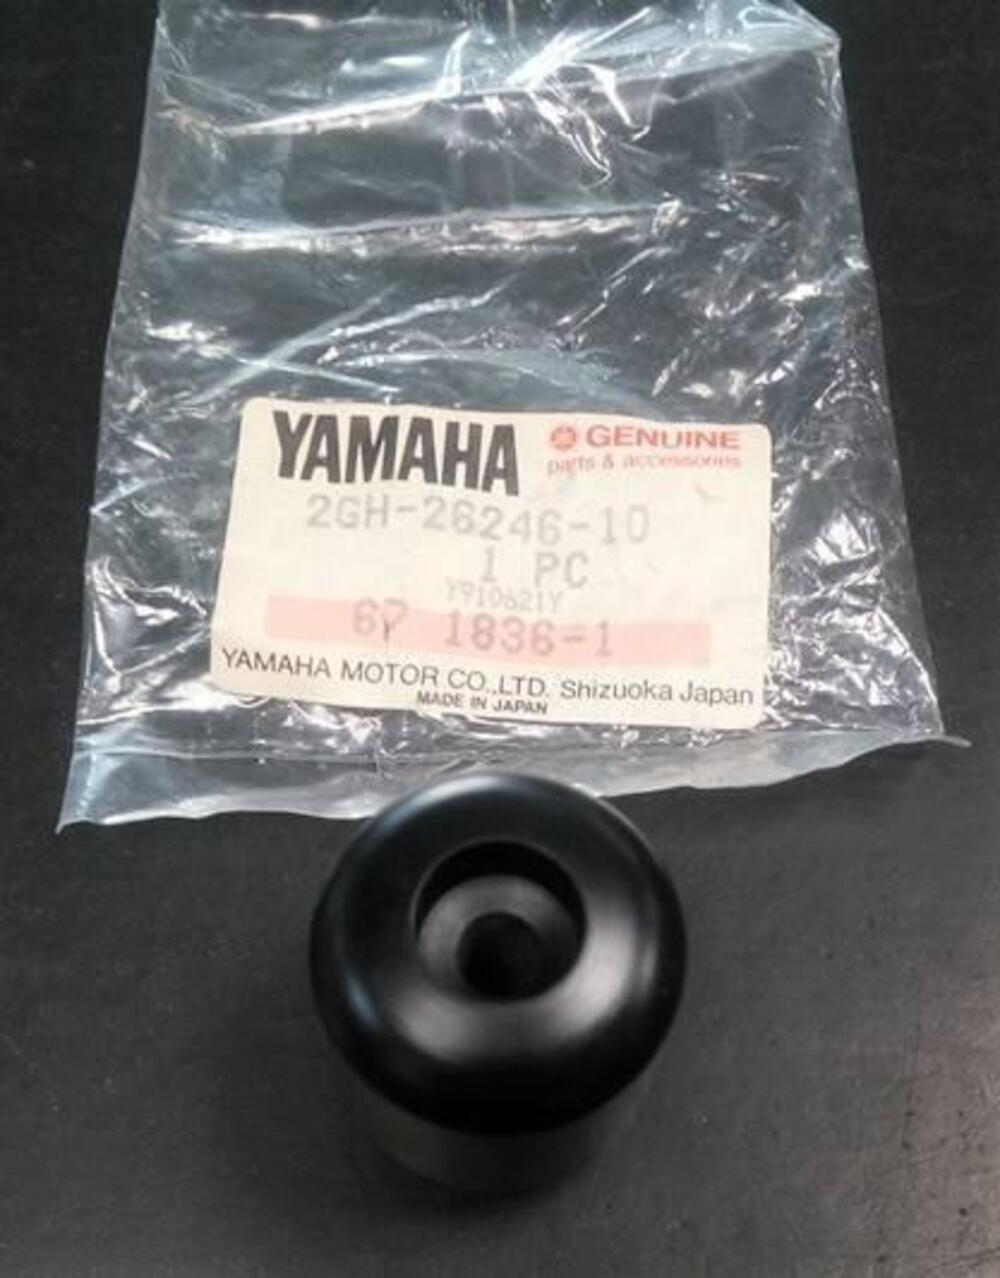 YAMAHA
GENUINE
parts & accessories
2GH-26246-10
1 PC
Y910621Y
6Y 1836-1
YAMAHA MOTOR CO.,LTD. Shizuoka Japan
MADE IN JAPAN